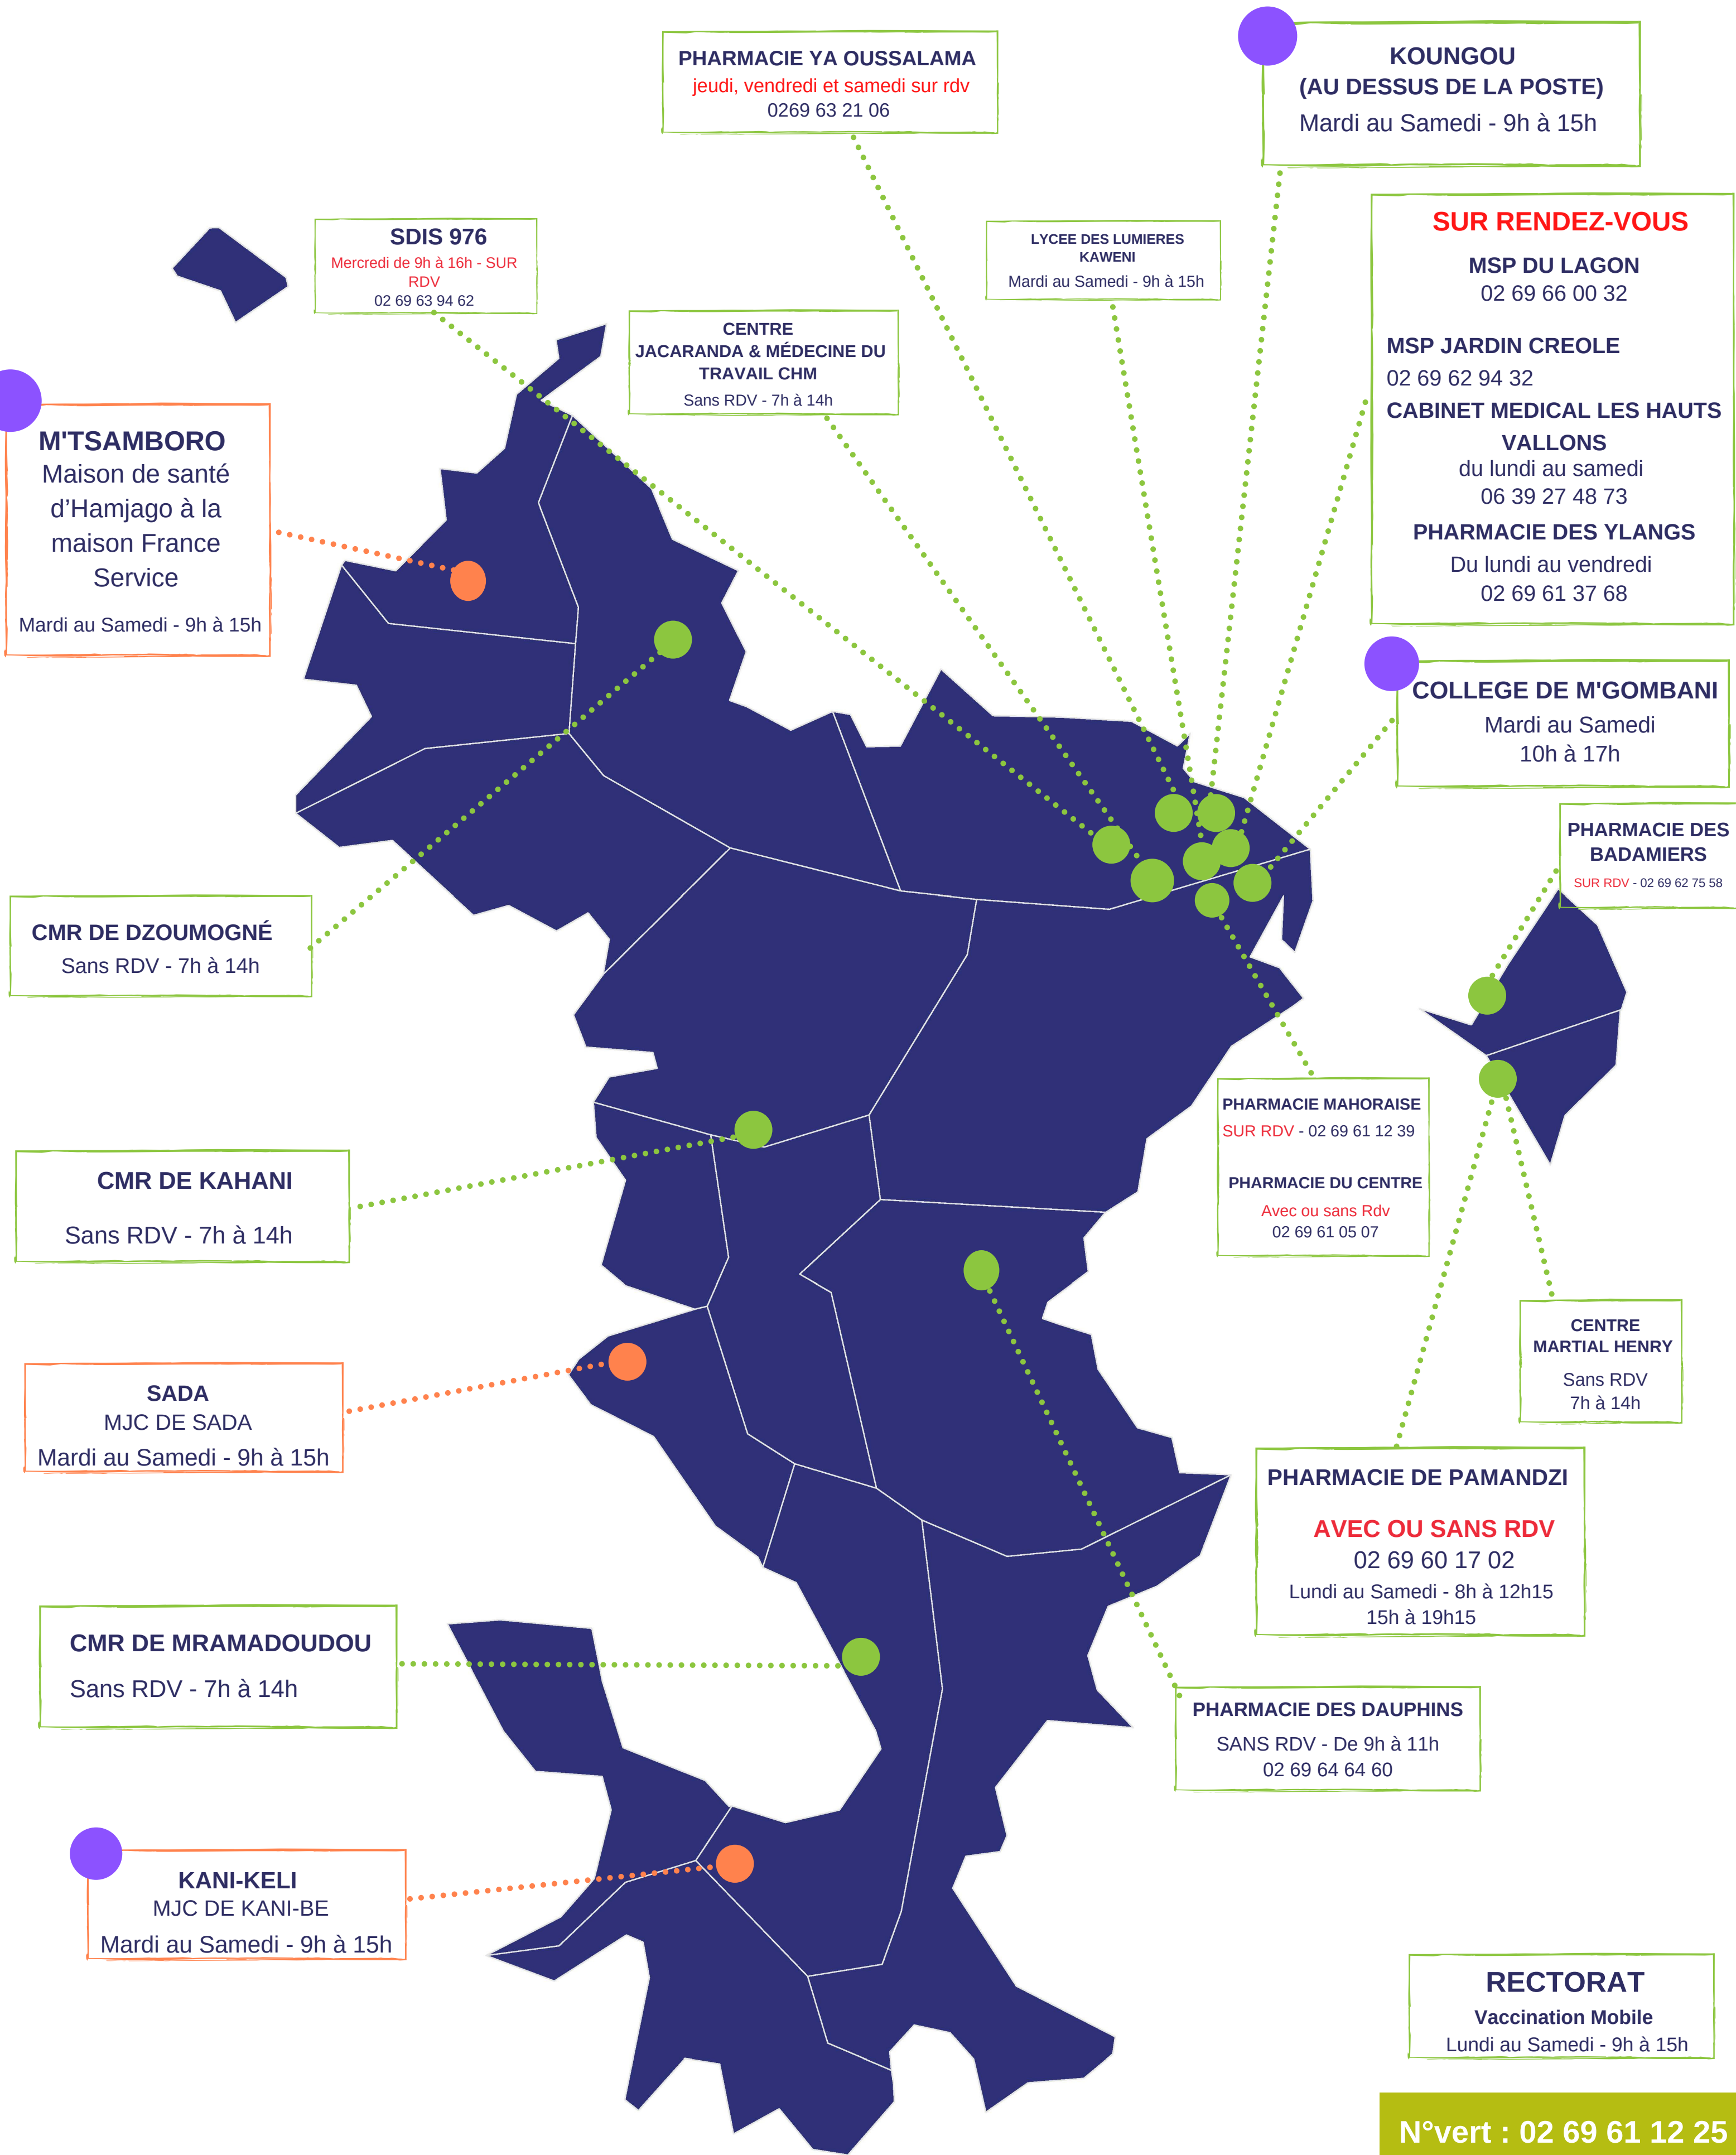 PHARMACIE YA OUSSALAMA
jeudi, vendredi et samedi sur rdv
0269 63 21 06
KOUNGOU
(AU DESSUS DE LA POSTE)
Mardi au Samedi - 9h à 15h
SDIS 976
Mercredi de 9h à 16h - SUR
RDV
02 69 63 94 62
LYCEE DES LUMIERES
KAWENI
Mardi au Samedi - 9h à 15h
SUR RENDEZ-VOUS
MSP DU LAGON
02 69 66 00 32
MSP JARDIN CREOLE
02 69 62 94 32
CABINET MEDICAL LES HAUTS
VALLONS
du lundi au samedi
06 39 27 48 73
PHARMACIE DES YLANGS
Du lundi au vendredi
02 69 61 37 68
CENTRE
JACARANDA & MÉDECINE DU
TRAVAIL CHM
Sans RDV - 7h à 14h
M'TSAMBORO
Maison de santé
d’Hamjago à la
maison France
Service
Mardi au Samedi - 9h à 15h
COLLEGE DE M'GOMBANI
Mardi au Samedi
10h à 17h
PHARMACIE DES
BADAMIERS
SUR RDV - 02 69 62 75 58
CMR DE DZOUMOGNÉ
Sans RDV - 7h à 14h
PHARMACIE MAHORAISE
SUR RDV - 02 69 61 12 39
PHARMACIE DU CENTRE
Avec ou sans Rdv
02 69 61 05 07
CMR DE KAHANI
Sans RDV - 7h à 14h
CENTRE
MARTIAL HENRY
Sans RDV
7h à 14h
SADA
MJC DE SADA
Mardi au Samedi - 9h à 15h
PHARMACIE DE PAMANDZI
AVEC OU SANS RDV
02 69 60 17 02
Lundi au Samedi - 8h à 12h15
15h à 19h15
CMR DE MRAMADOUDOU
Sans RDV - 7h à 14h
PHARMACIE DES DAUPHINS
SANS RDV - De 9h à 11h
02 69 64 64 60
KANI-KELI
MJC DE KANI-BE
Mardi au Samedi - 9h à 15h
RECTORAT
Vaccination Mobile
Lundi au Samedi - 9h à 15h
N°vert : 02 69 61 12 25